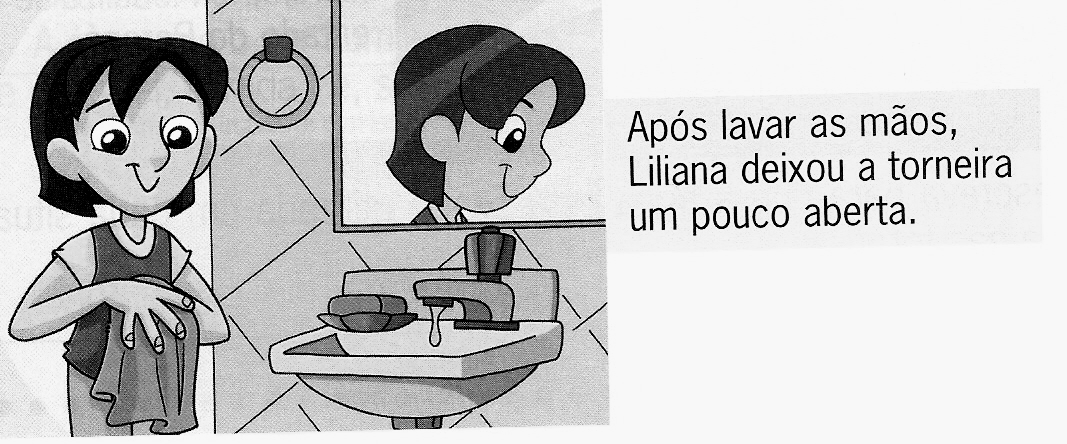 Após lavar as mãos,
Liliana deixou a torneira
um pouco aberta.